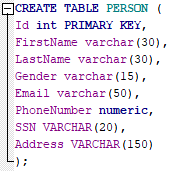 CREATE TABLE PERSON (
Id int PRIMARY KEY,
FirstName varchar(30),
LastName varchar(30),
Gender varchar(15),
Email varchar(50),
PhoneNumber numeric,
SSN VARCHAR(20),
Address VARCHAR(150)
);